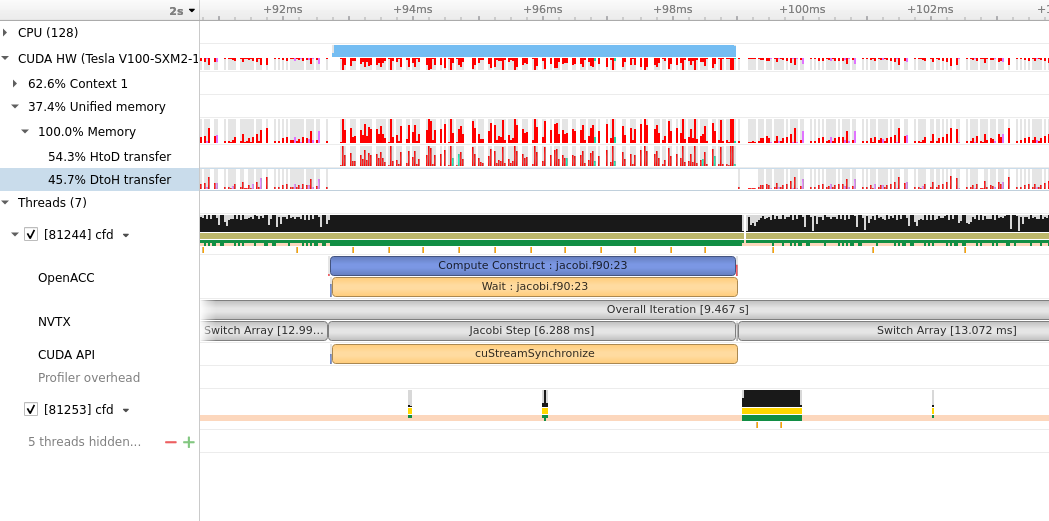 2s +92ms +94ms +96ms +98ms +100ms +102ms +1
CPU (128)
CUDA HW (Tesla V100-SXM2-1
62.6% Context 1
37.4% Unified memory
100.0% Memory
54.3% HtoD transfer
45.7% DtoH transfer
Threads (7)
[81244] cfd
OpenACC
Compute Construct : jacobi.f90:23
Wait : jacobi.f90:23
NVTX
Overall Iteration [9.467 s]
Switch Array [12.99... Jacobi Step [6.288 ms] Switch Array [13.072 ms]
CUDA API
cuStreamSynchronize
Profiler overhead
[81253] cfd
5 threads hidden...